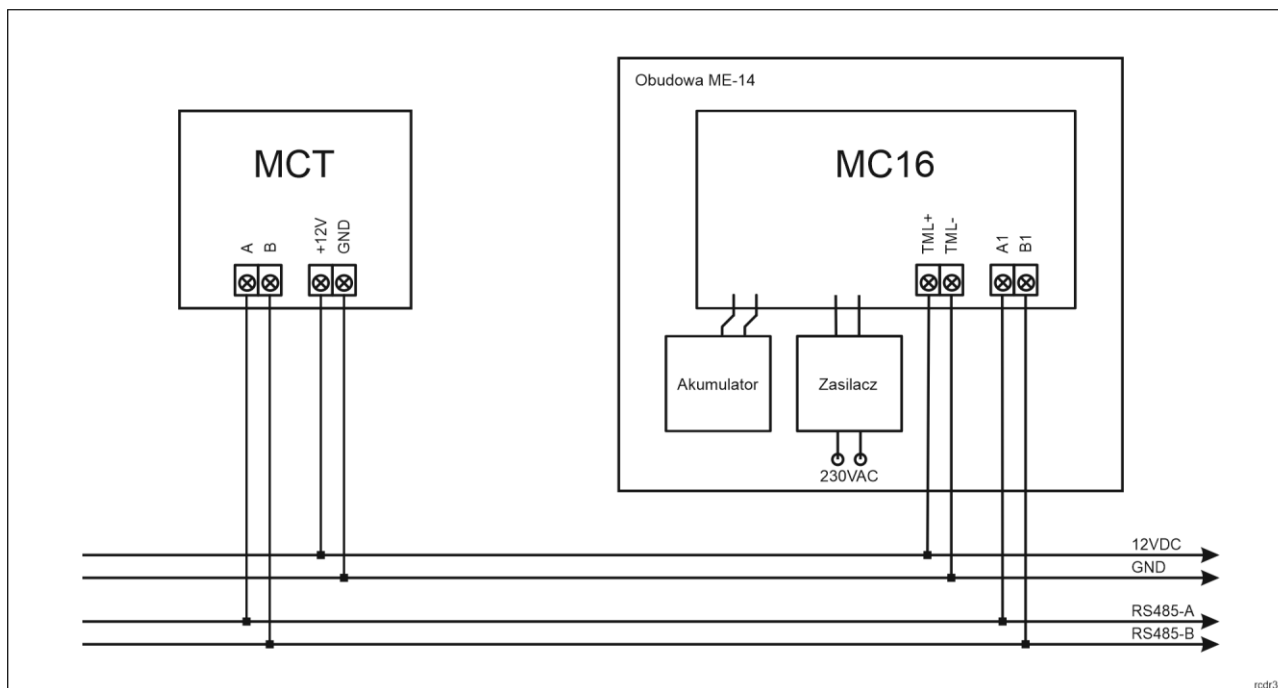 Obudowa ME-14
MCT
MC16
A
B
+12V
GND
TML+
TML-
A1
B1
Akumulator
Zasilacz
230VAC
12VDC
GND
RS485-A
RS485-B
rcdr3